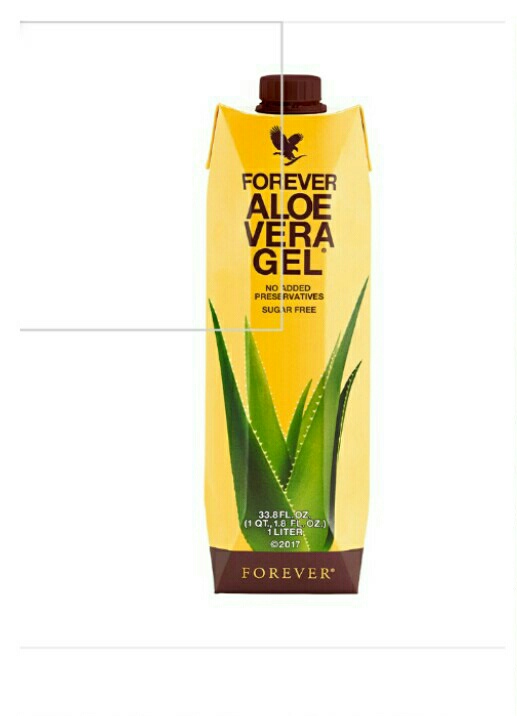 FOREVER
ALOE
VERA
GEL®
NO ADDED
PRESERVATIVES
SUGAR FREE
33.8 FL. OZ.
(1 QT., 1.8 FL. OZ.)
1 LITER
©2017
FOREVER®